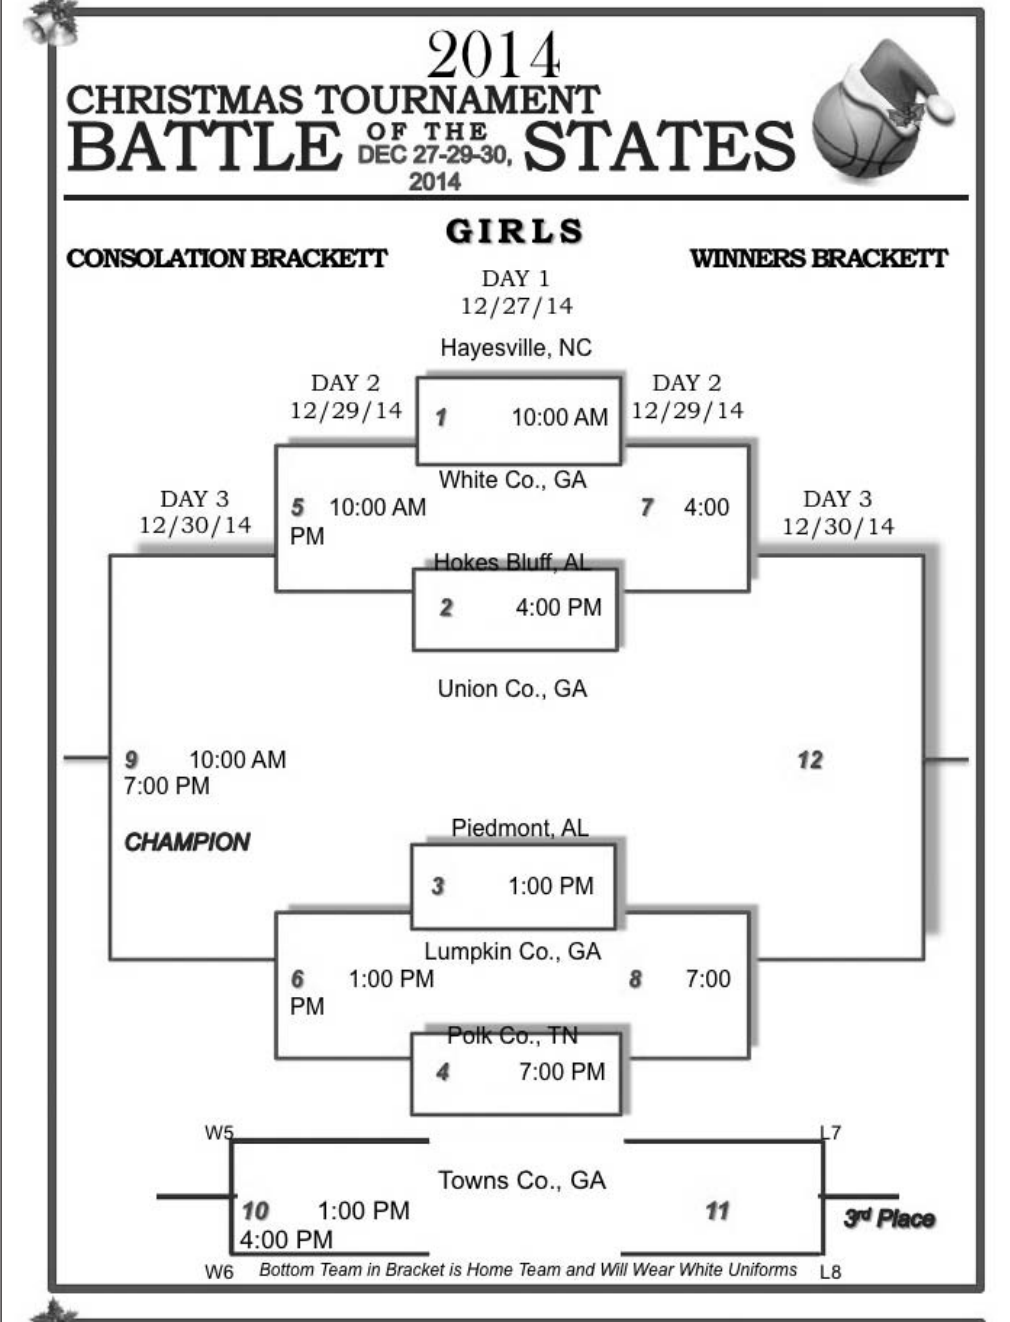 2014
CHRISTMAS TOURNAMENT
BATTLE OF THE STATES
DEC 27-29-30,
2014
GIRLS
CONSOLATION BRACKETT
WINNERS BRACKETT
DAY 1
12/27/14
Hayesville, NC
DAY 2
12/29/14
1 10:00 AM
DAY 2
12/29/14
White Co., GA
DAY 3
12/30/14
5 10:00 AM
PM
7 4:00
DAY 3
12/30/14
Hokes Bluff, AL
2 4:00 PM
Union Co., GA
9 10:00 AM
7:00 PM
12
CHAMPION
Piedmont, AL
3 1:00 PM
Lumpkin Co., GA
6 1:00 PM
PM
8 7:00
Polk Co., TN
4 7:00 PM
W5
L7
Towns Co., GA
10 1:00 PM
4:00 PM
11
3rd Place
W6
Bottom Team in Bracket is Home Team and Will Wear White Uniforms
L8